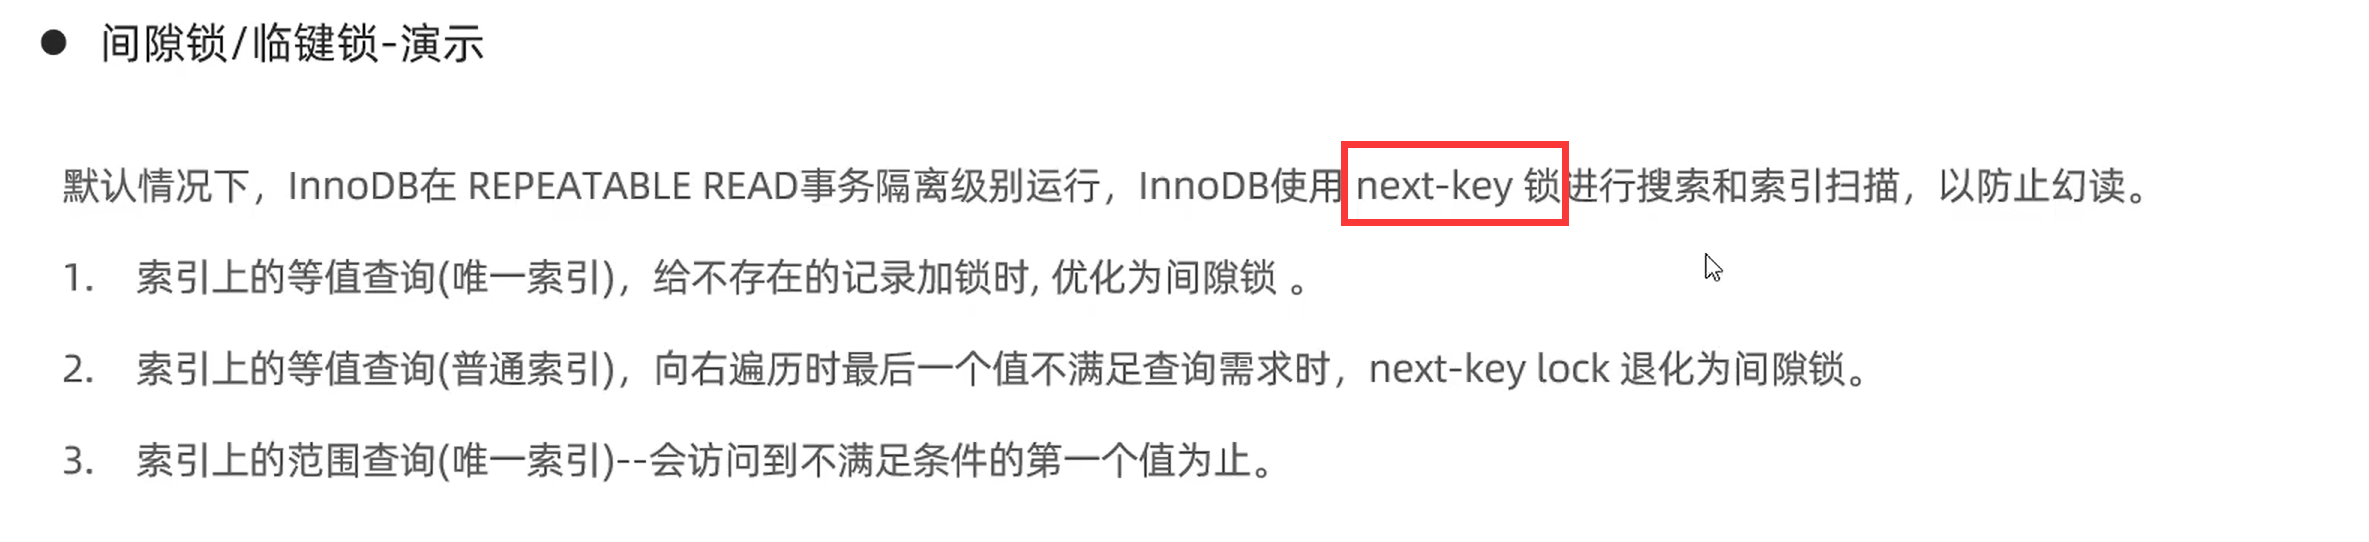 ● 间隙锁/临键锁-演示
默认情况下，InnoDB在 REPEATABLE READ事务隔离级别运行，InnoDB使用 next-key 锁进行搜索和索引扫描，以防止幻读。
1. 索引上的等值查询(唯一索引)，给不存在的记录加锁时, 优化为间隙锁 。
2. 索引上的等值查询(普通索引)，向右遍历时最后一个值不满足查询需求时，next-key lock 退化为间隙锁。
3. 索引上的范围查询(唯一索引)--会访问到不满足条件的第一个值为止。